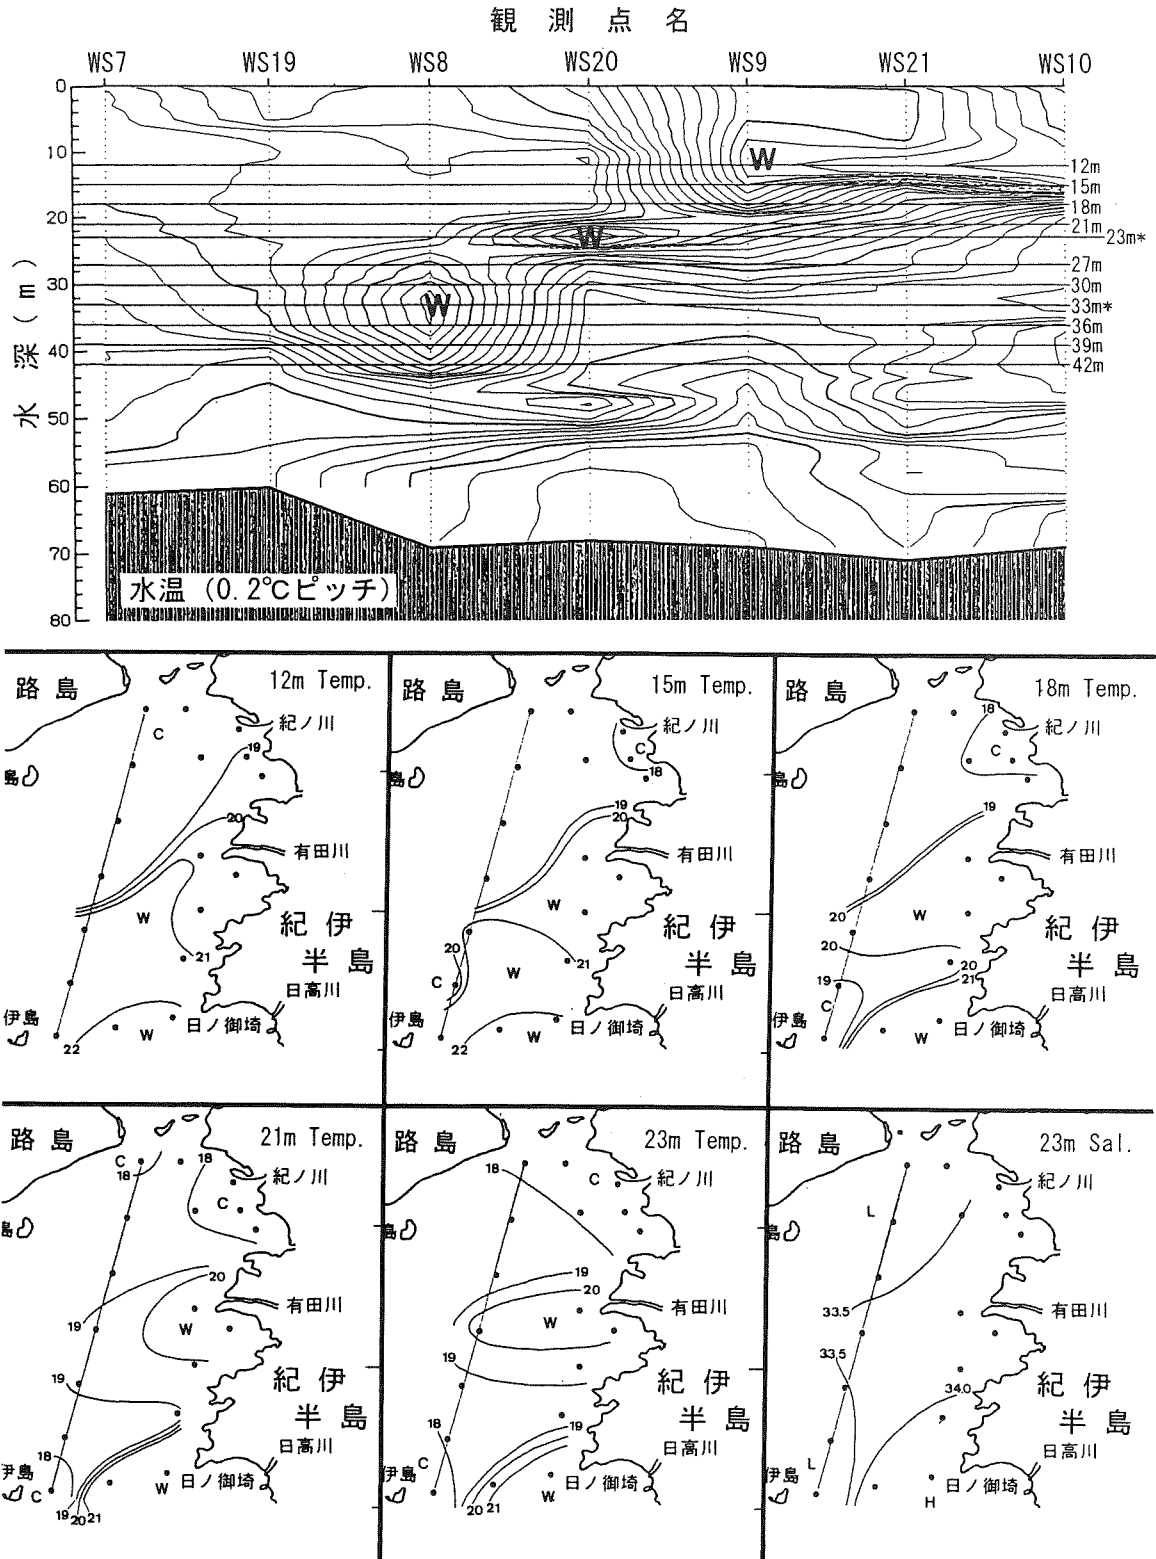 観測点名
WS7 WS19 WS8 WS20 WS9 WS21 WS10
0
10
20
30
40
50
60
70
80
水深(m)
W
W
W
12m
15m
18m
21m
23m*
27m
30m
33m*
36m
39m
42m
水温(0.2℃ピッチ)
路島
12m Temp.
紀ノ川
C
19
島
20
有田川
W
紀伊
半島
21
日高川
伊島
日ノ御埼
W
22
路島
15m Temp.
紀ノ川
C
18
島
19
20
有田川
W
紀伊
半島
20
21
W
C
日高川
伊島
日ノ御埼
W
22
路島
18m Temp.
18
紀ノ川
C
島
19
有田川
20
W
紀伊
半島
20
20
21
19
C
日高川
伊島
日ノ御埼
W
路島
21m Temp.
C
18
18
紀ノ川
C
島
20
有田川
19
W
19
紀伊
半島
日高川
18
伊島
C
W
日ノ御埼
19 20 21
路島
23m Temp.
18
C
紀ノ川
島
19
20
有田川
W
19
紀伊
半島
18
19
日高川
C
伊島
日ノ御埼
W
20 21
路島
23m Sal.
紀ノ川
L
島
33.5
有田川
33.5
34.0
紀伊
半島
日高川
L
伊島
日ノ御埼
H